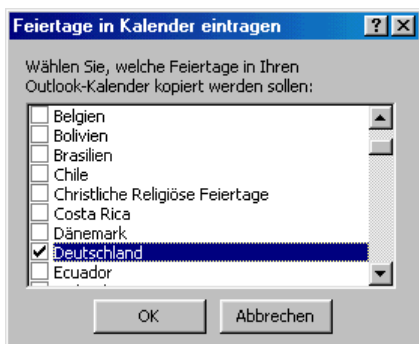 Feiertage in Kalender eintragen
Wählen Sie, welche Feiertage in Ihren
Outlook-Kalender kopiert werden sollen:
Belgien
Bolivien
Brasilien
Chile
Christliche Religiöse Feiertage
Costa Rica
Dänemark
Deutschland
Ecuador
OK
Abbrechen